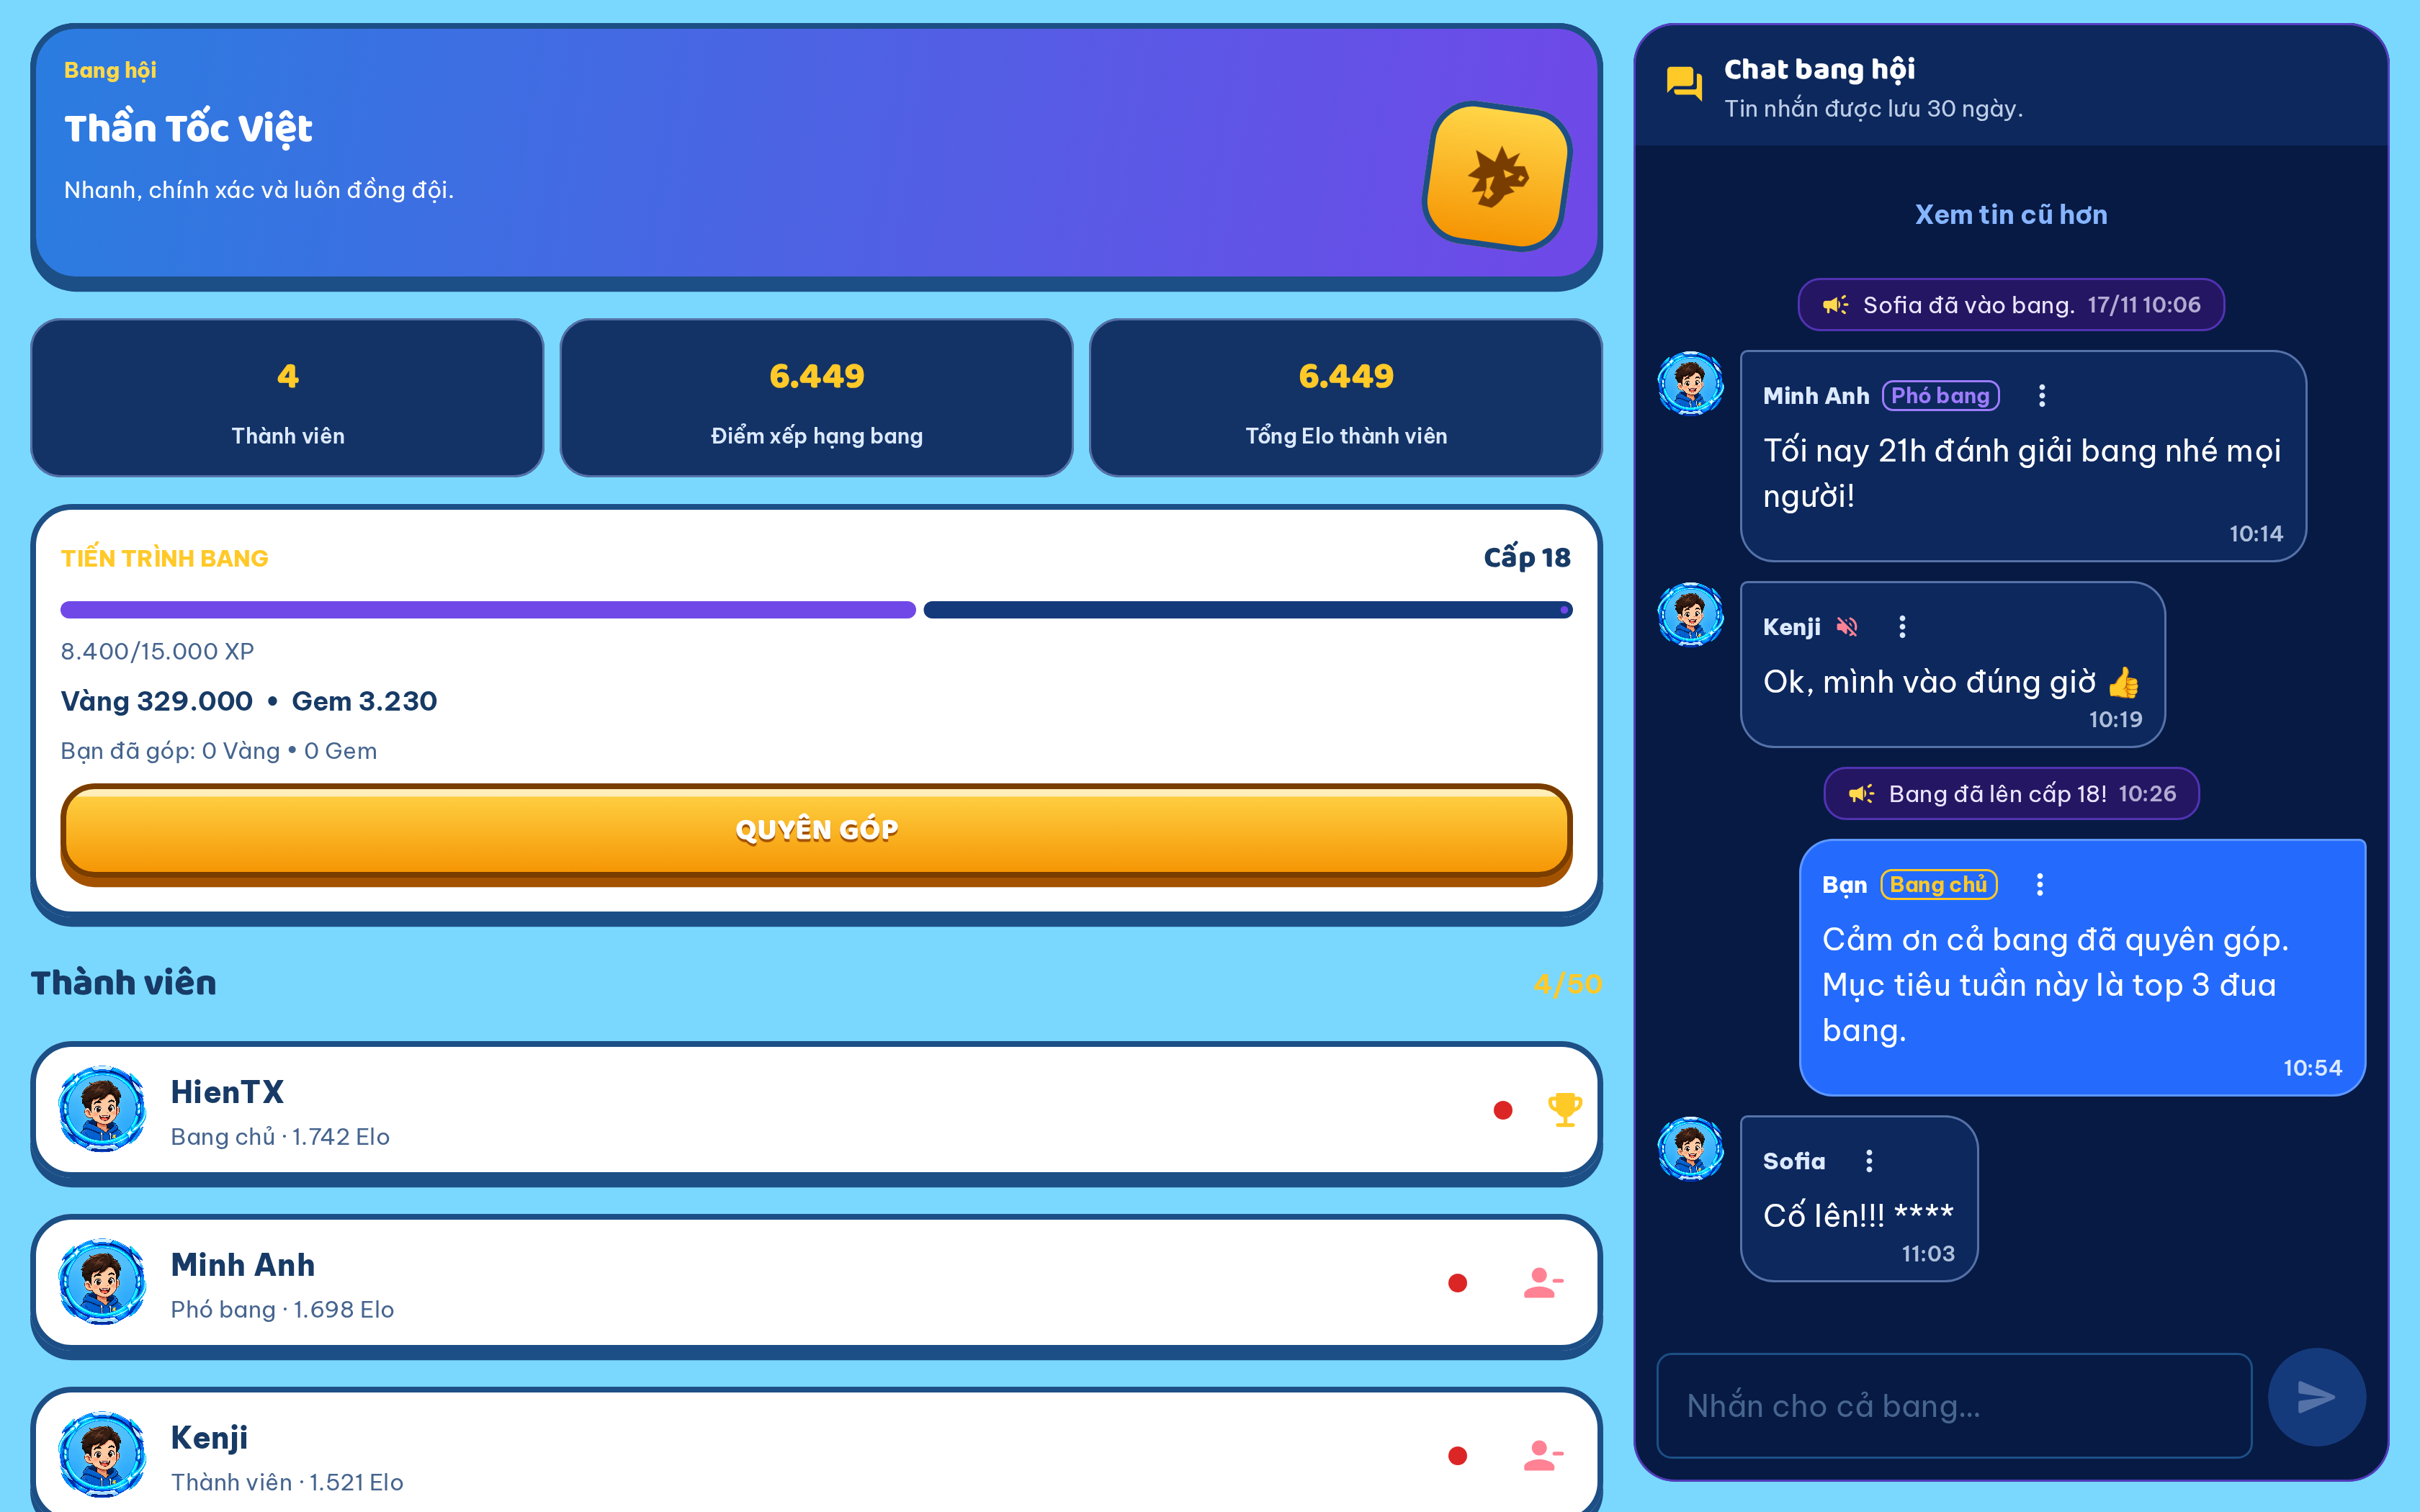 Bang hội
Thần Tốc Việt
Nhanh, chính xác và luôn đồng đội.
4
Thành viên
6.449
Điểm xếp hạng bang
6.449
Tổng Elo thành viên
TIẾN TRÌNH BANG
Cấp 18
8.400/15.000 XP
Vàng 329.000 • Gem 3.230
Bạn đã góp: 0 Vàng • 0 Gem
QUYÊN GÓP
Thành viên
4/50
HienTX
Bang chủ · 1.742 Elo
Minh Anh
Phó bang · 1.698 Elo
Kenji
Thành viên · 1.521 Elo
Chat bang hội
Tin nhắn được lưu 30 ngày.
Xem tin cũ hơn
Sofia đã vào bang. 17/11 10:06
Minh Anh Phó bang
Tối nay 21h đánh giải bang nhé mọi
người!
10:14
Kenji
Ok, mình vào đúng giờ 👍
10:19
Bang đã lên cấp 18! 10:26
Bạn Bang chủ
Cảm ơn cả bang đã quyên góp.
Mục tiêu tuần này là top 3 đua
bang.
10:54
Sofia
Cố lên!!! ****
11:03
Nhắn cho cả bang...